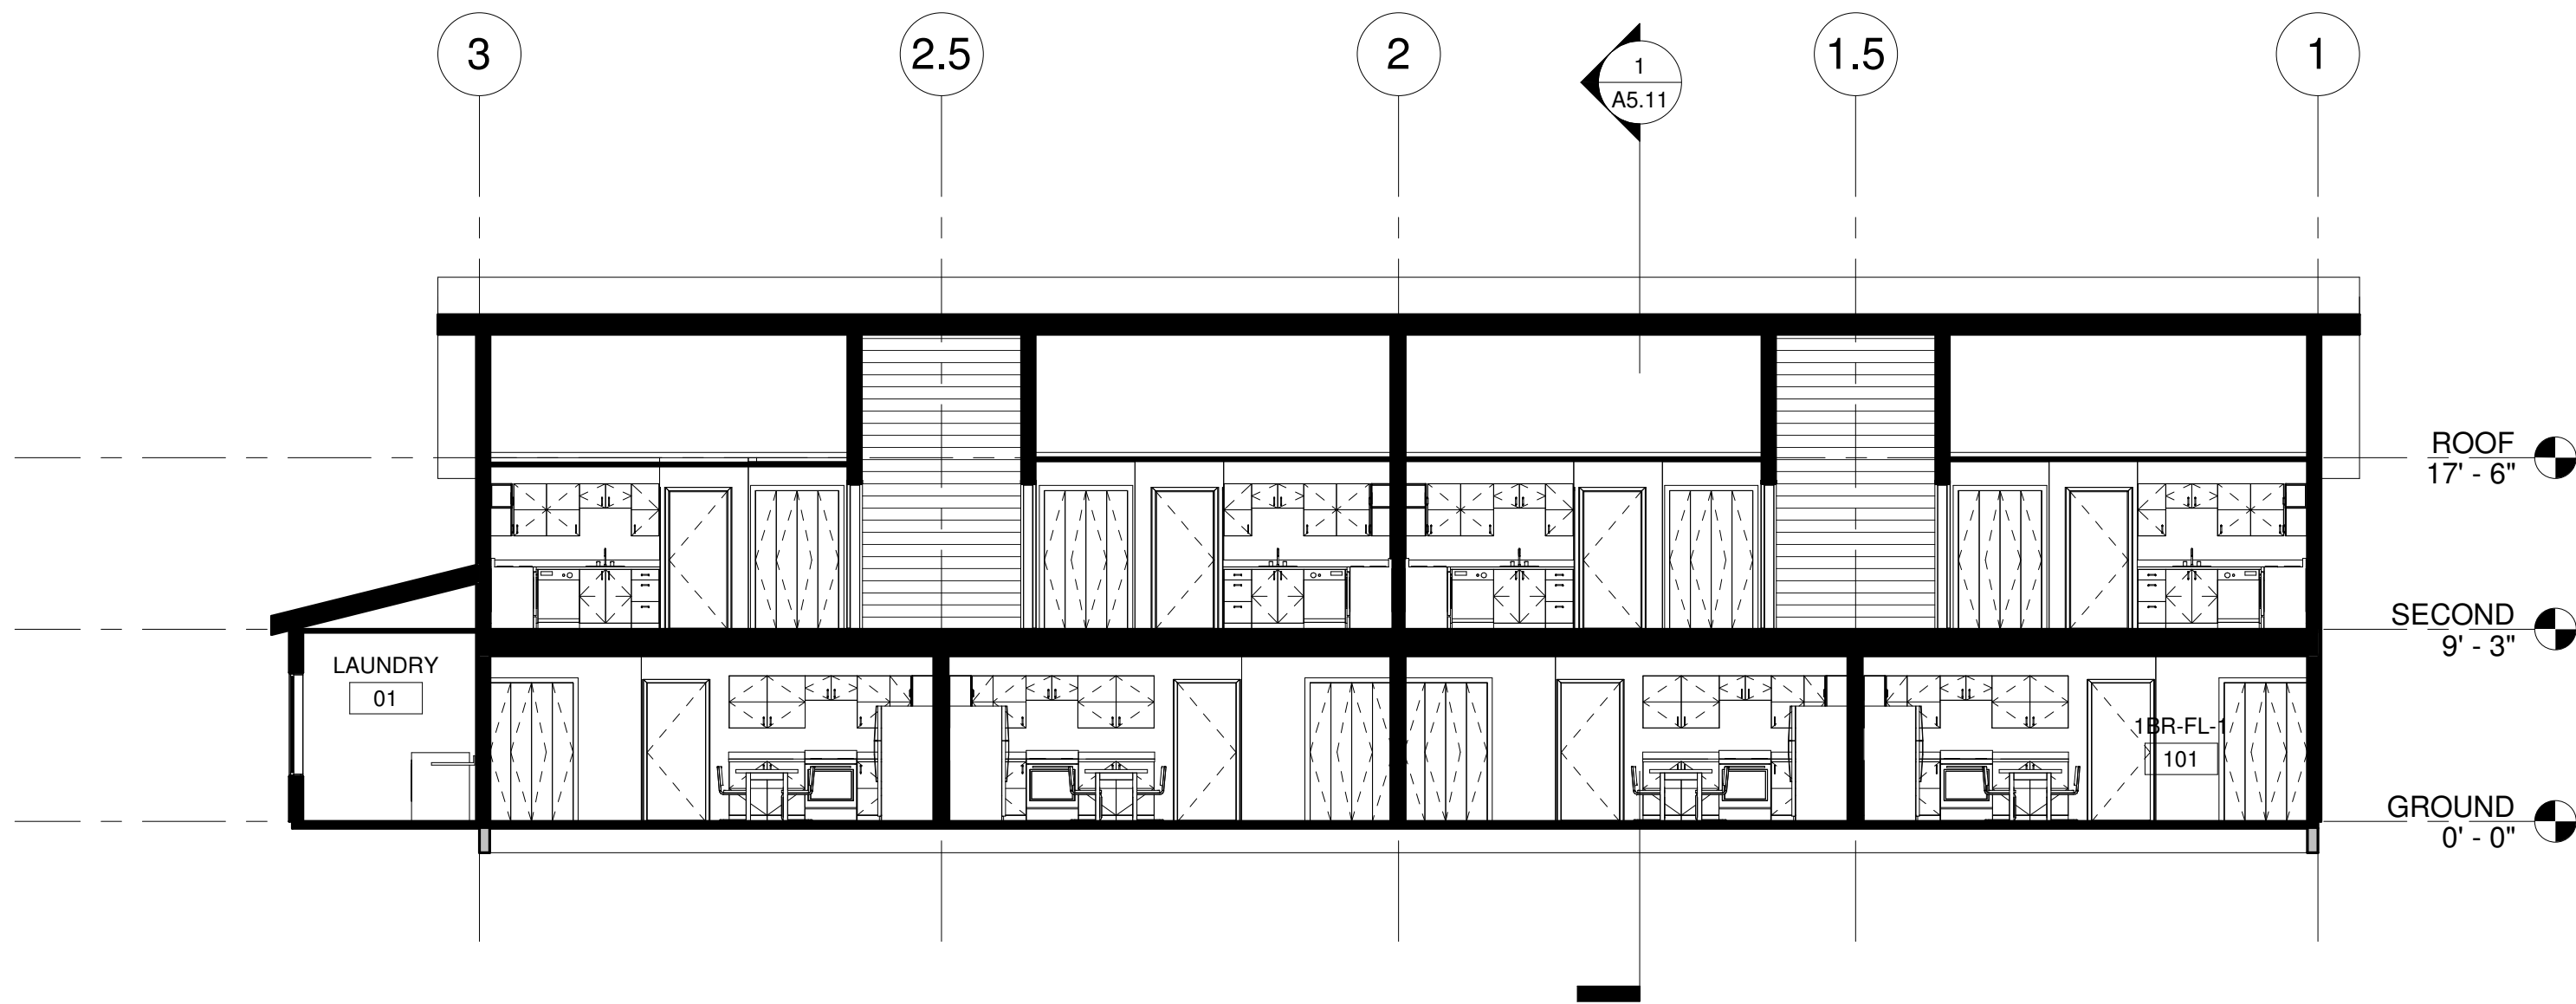 3
2.5
2
1
A5.11
1.5
1
ROOF
17' - 6"
SECOND
9' - 3"
LAUNDRY
01
1BR-FL-1
101
GROUND
0' - 0"